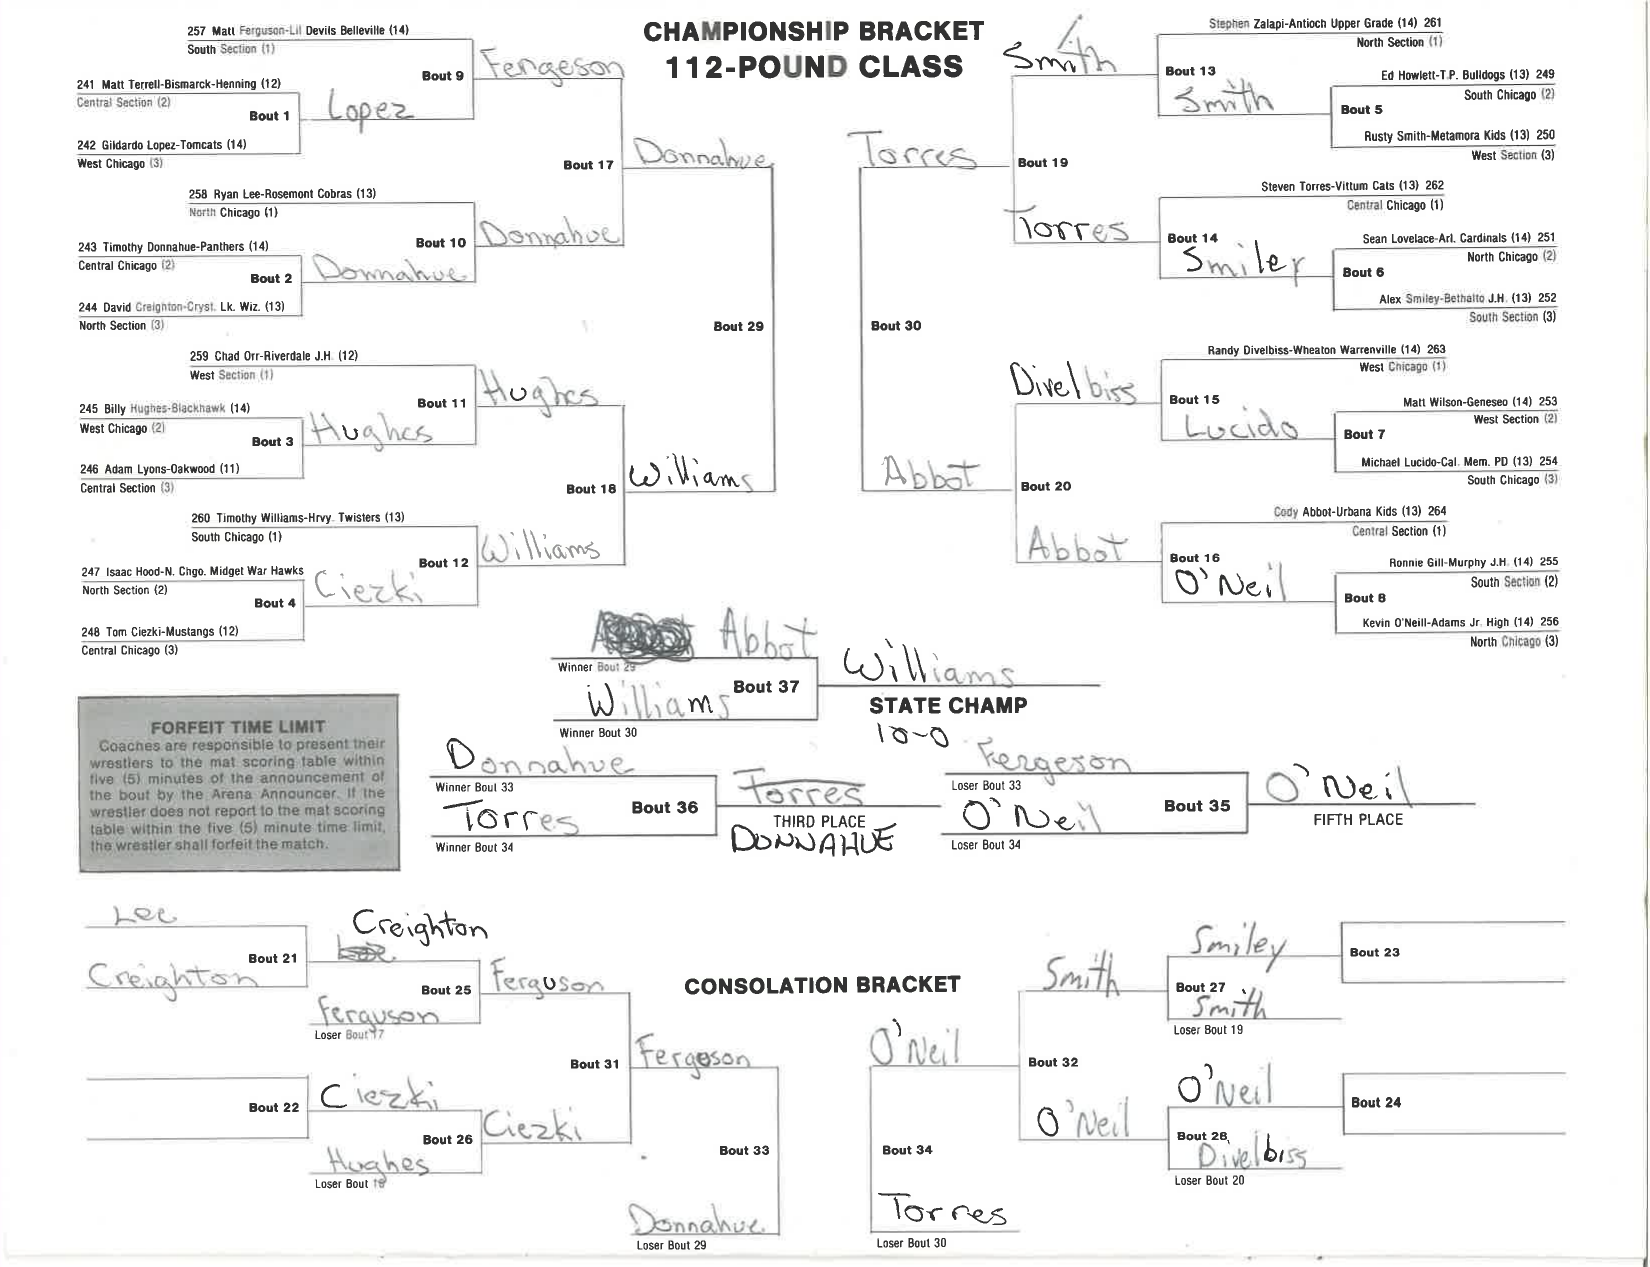 CHAMPIONSHIP BRACKET
112-POUND CLASS
257 Matt Ferguson-Lil Devils Belleville (14)
South Section (1)
Bout 9
Fergeson
241 Matt Terrell-Bismarck-Henning (12)
Central Section (2)
Bout 1
Lopez
242 Gildardo Lopez-Tomcats (14)
West Chicago (3)
Bout 17
Donnahue
258 Ryan Lee-Rosemont Cobras (13)
North Chicago (1)
Bout 10
Donnahue
243 Timothy Donnahue-Panthers (14)
Central Chicago (2)
Bout 2
Donnahue
244 David Creighton-Cryst. Lk. Wiz. (13)
North Section (3)
Bout 29
259 Chad Orr-Riverdale J.H. (12)
West Section (1)
Bout 11
Hughes
245 Billy Hughes-Blackhawk (14)
West Chicago (2)
Bout 3
Hughes
246 Adam Lyons-Oakwood (11)
Central Section (3)
Bout 18
Williams
260 Timothy Williams-Hrvy. Twisters (13)
South Chicago (1)
Bout 12
Williams
247 Isaac Hood-N. Chgo. Midget War Hawks
North Section (2)
Bout 4
Ciezki
248 Tom Ciezki-Mustangs (12)
Central Chicago (3)
Stephen Zalapi-Antioch Upper Grade (14) 261
North Section (1)
Smith
Bout 13
Smith
Ed Howlett-T.P. Bulldogs (13) 249
South Chicago (2)
Bout 5
Rusty Smith-Metamora Kids (13) 250
West Section (3)
Torres
Bout 19
Steven Torres-Vittum Cats (13) 262
Central Chicago (1)
Torres
Bout 14
Smiley
Sean Lovelace-Arl. Cardinals (14) 251
North Chicago (2)
Bout 6
Alex Smiley-Bethalto J.H. (13) 252
South Section (3)
Bout 30
Randy Divelbiss-Wheaton Warrenville (14) 263
West Chicago (1)
Divelbiss
Bout 15
Lucido
Matt Wilson-Geneseo (14) 253
West Section (2)
Bout 7
Michael Lucido-Cal. Mem. PD (13) 254
South Chicago (3)
Abbot
Bout 20
Cody Abbot-Urbana Kids (13) 264
Central Section (1)
Abbot
Bout 16
O'Neil
Ronnie Gill-Murphy J.H. (14) 255
South Section (2)
Bout 8
Kevin O'Neill-Adams Jr. High (14) 256
North Chicago (3)
Abbot
Winner Bout 29
Williams
Bout 37
Winner Bout 30
Williams
STATE CHAMP
10-0
FORFEIT TIME LIMIT
Coaches are responsible to present their
wrestlers to the mat scoring table within
five (5) minutes of the announcement of
the bout by the Arena Announcer. If the
wrestler does not report to the mat scoring
table within the five (5) minute time limit,
the wrestler shall forfeit the match.
Donnahue
Winner Bout 33
Torres
Bout 36
Winner Bout 34
Torres
THIRD PLACE
DONNAHUE
Fergeson
Loser Bout 33
O'Neil
Bout 35
Loser Bout 34
O'Neil
FIFTH PLACE
CONSOLATION BRACKET
Lee
Bout 21
Creighton
Creighton
Lee
Bout 25
Ferguson
Loser Bout 17
Ferguson
Bout 31
Fergeson
Bout 22
Ciezki
Bout 26
Hughes
Loser Bout 18
Ciezki
Bout 33
Donnahue
Loser Bout 29
Smiley
Bout 23
Smith
Bout 27
Smith
Loser Bout 19
O'Neil
Bout 32
O'Neil
Bout 24
O'Neil
Bout 28
Divelbiss
Loser Bout 20
Bout 34
Torres
Loser Bout 30